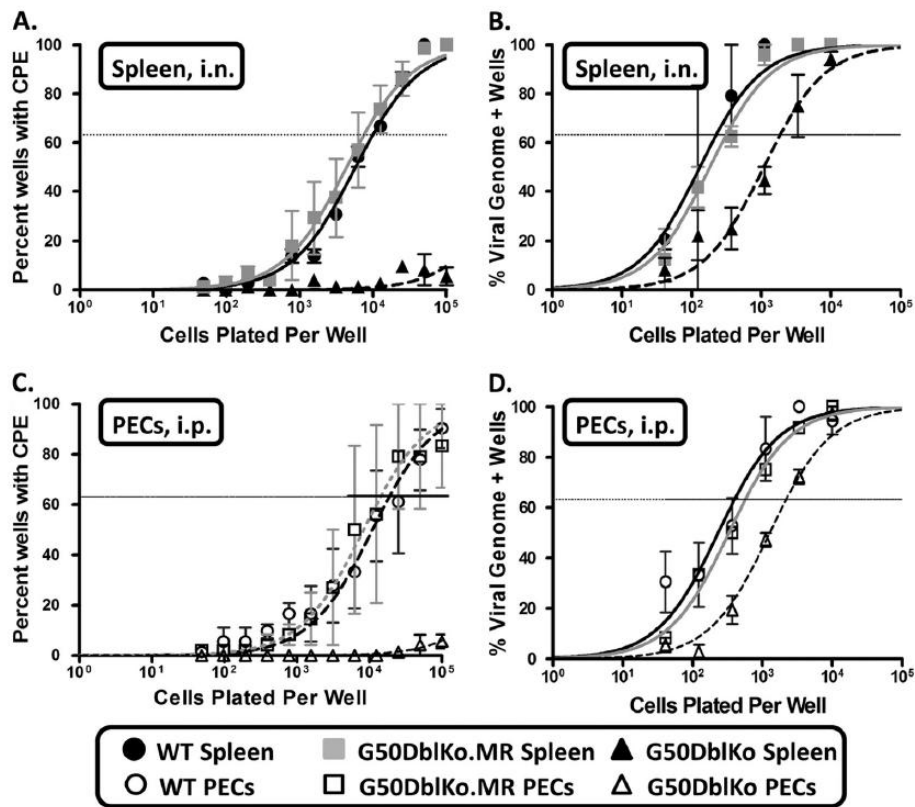 A.
Spleen, i.n.
Percent wells with CPE
100
80
60
40
20
0
10⁰ 10¹ 10² 10³ 10⁴ 10⁵
Cells Plated Per Well
B.
Spleen, i.n.
% Viral Genome + Wells
100
80
60
40
20
0
10⁰ 10¹ 10² 10³ 10⁴ 10⁵
Cells Plated Per Well
C.
PECs, i.p.
Percent wells with CPE
100
80
60
40
20
0
10⁰ 10¹ 10² 10³ 10⁴ 10⁵
Cells Plated Per Well
D.
PECs, i.p.
% Viral Genome + Wells
100
80
60
40
20
0
10⁰ 10¹ 10² 10³ 10⁴ 10⁵
Cells Plated Per Well
WT Spleen G50DblKo.MR Spleen G50DblKo Spleen
WT PECs G50DblKo.MR PECs G50DblKo PECs